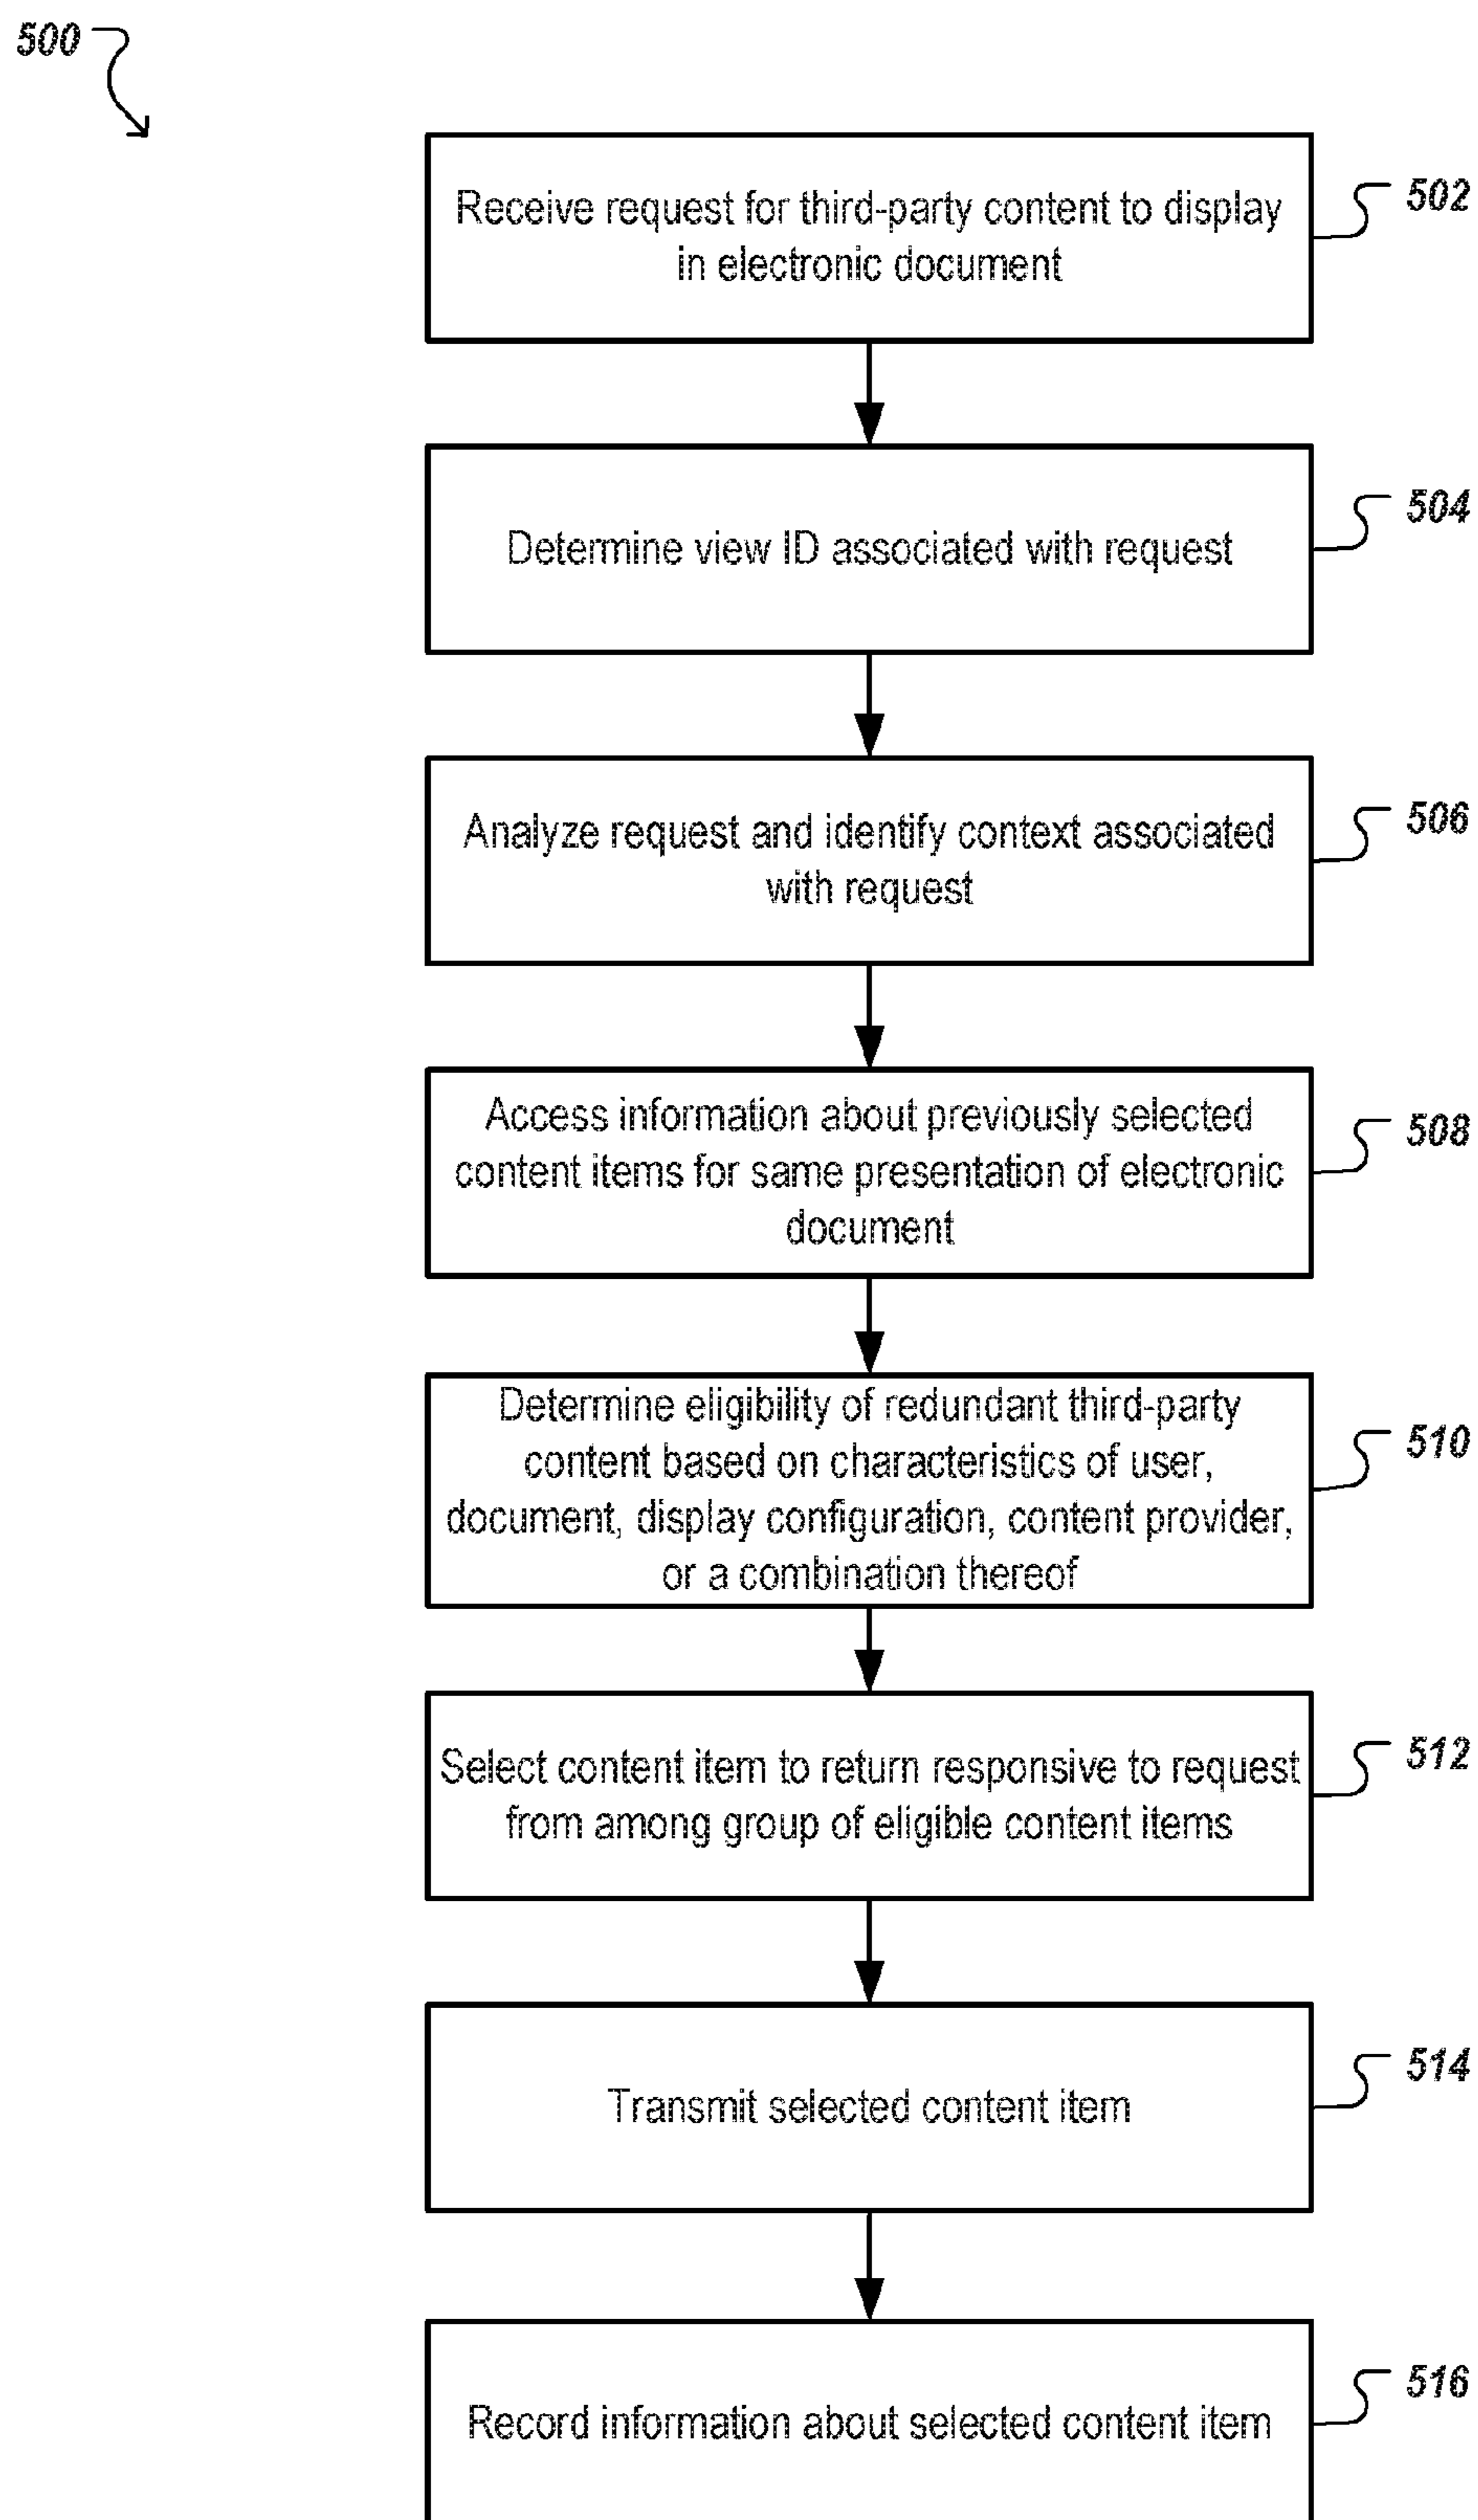 500
Receive request for third-party content to display
in electronic document
502
Determine view ID associated with request
504
Analyze request and identify context associated
with request
506
Access information about previously selected
content items for same presentation of electronic
document
508
Determine eligibility of redundant third-party
content based on characteristics of user,
document, display configuration, content provider,
or a combination thereof
510
Select content item to return responsive to request
from among group of eligible content items
512
Transmit selected content item
514
Record information about selected content item
516